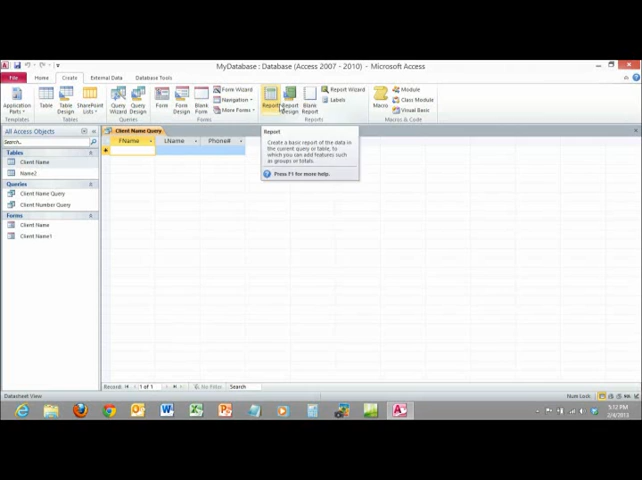 MyDatabase : Database (Access 2007 - 2010) - Microsoft Access
File Home Create External Data Database Tools
Application Parts Table Table Design SharePoint Lists Query Wizard Query Design Form Form Design Blank Form Form Wizard Navigation More Forms Report Report Design Blank Report Report Wizard Labels Macro Module Class Module Visual Basic
Templates Tables Queries Forms Reports Macros & Code
All Access Objects
Search...
Tables
Client Name
Name2
Queries
Client Name Query
Client Number Query
Forms
Client Name
Client Name1
Client Name Query
FName LName Phone#
Report
Create a basic report of the data in
the current query or table, to
which you can add features such
as groups or totals.
Press F1 for more help.
Record: 1 of 1 No Filter Search
Datasheet View Num Lock
5:12 PM
2/4/2013